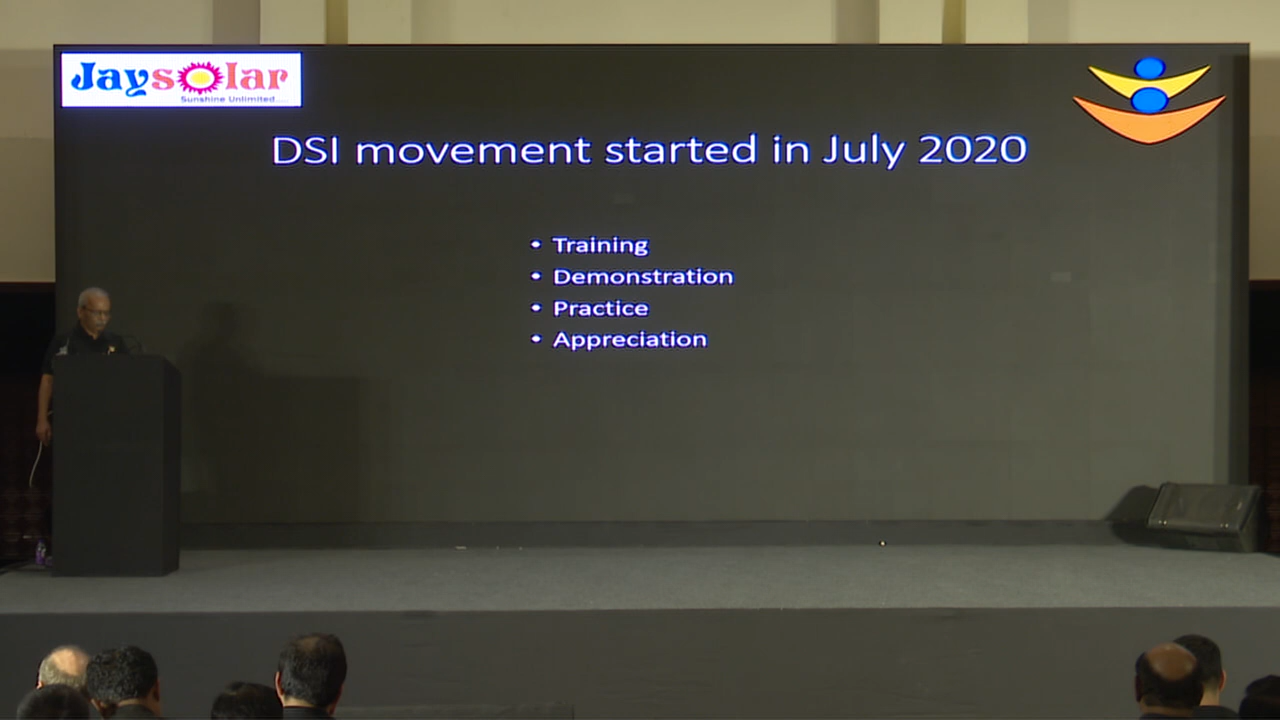 Jaysolar
Sunshine Unlimited....
DSI movement started in July 2020
• Training
• Demonstration
• Practice
• Appreciation